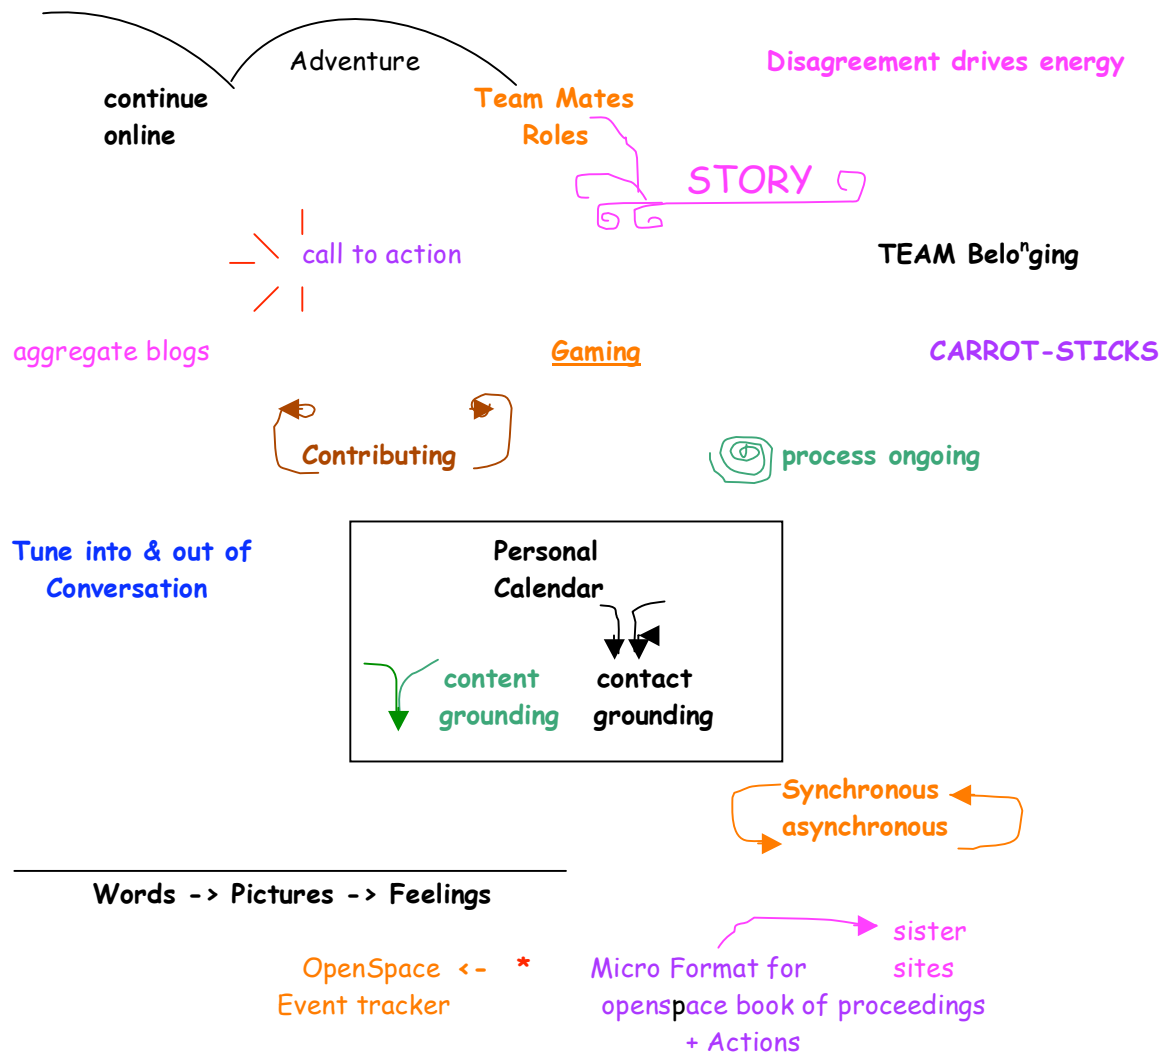 Adventure
Disagreement drives energy
continue
online
Team Mates
Roles
STORY
call to action
TEAM Beloⁿging
aggregate blogs
Gaming
CARROT-STICKS
Contributing
process ongoing
Tune into & out of
Conversation
Personal
Calendar
content
grounding
contact
grounding
Synchronous
asynchronous
Words -> Pictures -> Feelings
sister
sites
OpenSpace <- *
Event tracker
Micro Format for
openspace book of proceedings
+ Actions